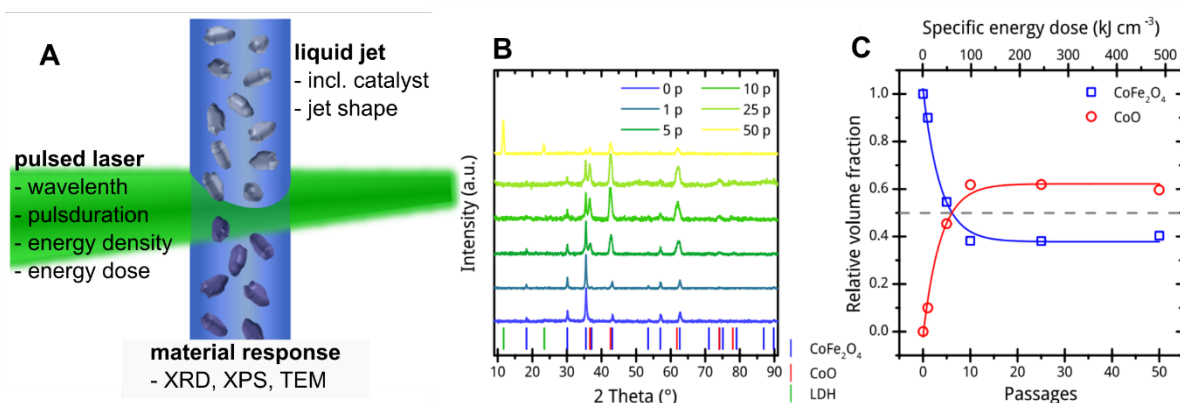 A
liquid jet
- incl. catalyst
- jet shape
pulsed laser
- wavelenth
- pulsduration
- energy density
- energy dose
material response
- XRD, XPS, TEM
B
0 p
1 p
5 p
10 p
25 p
50 p
Intensity (a.u.)
10 20 30 40 50 60 70 80 90
2 Theta (°)
CoFe₂O₄
CoO
LDH
C
Specific energy dose (kJ cm⁻³)
0 100 200 300 400 500
CoFe₂O₄
CoO
Relative volume fraction
1.0
0.8
0.6
0.4
0.2
0.0
0 10 20 30 40 50
Passages